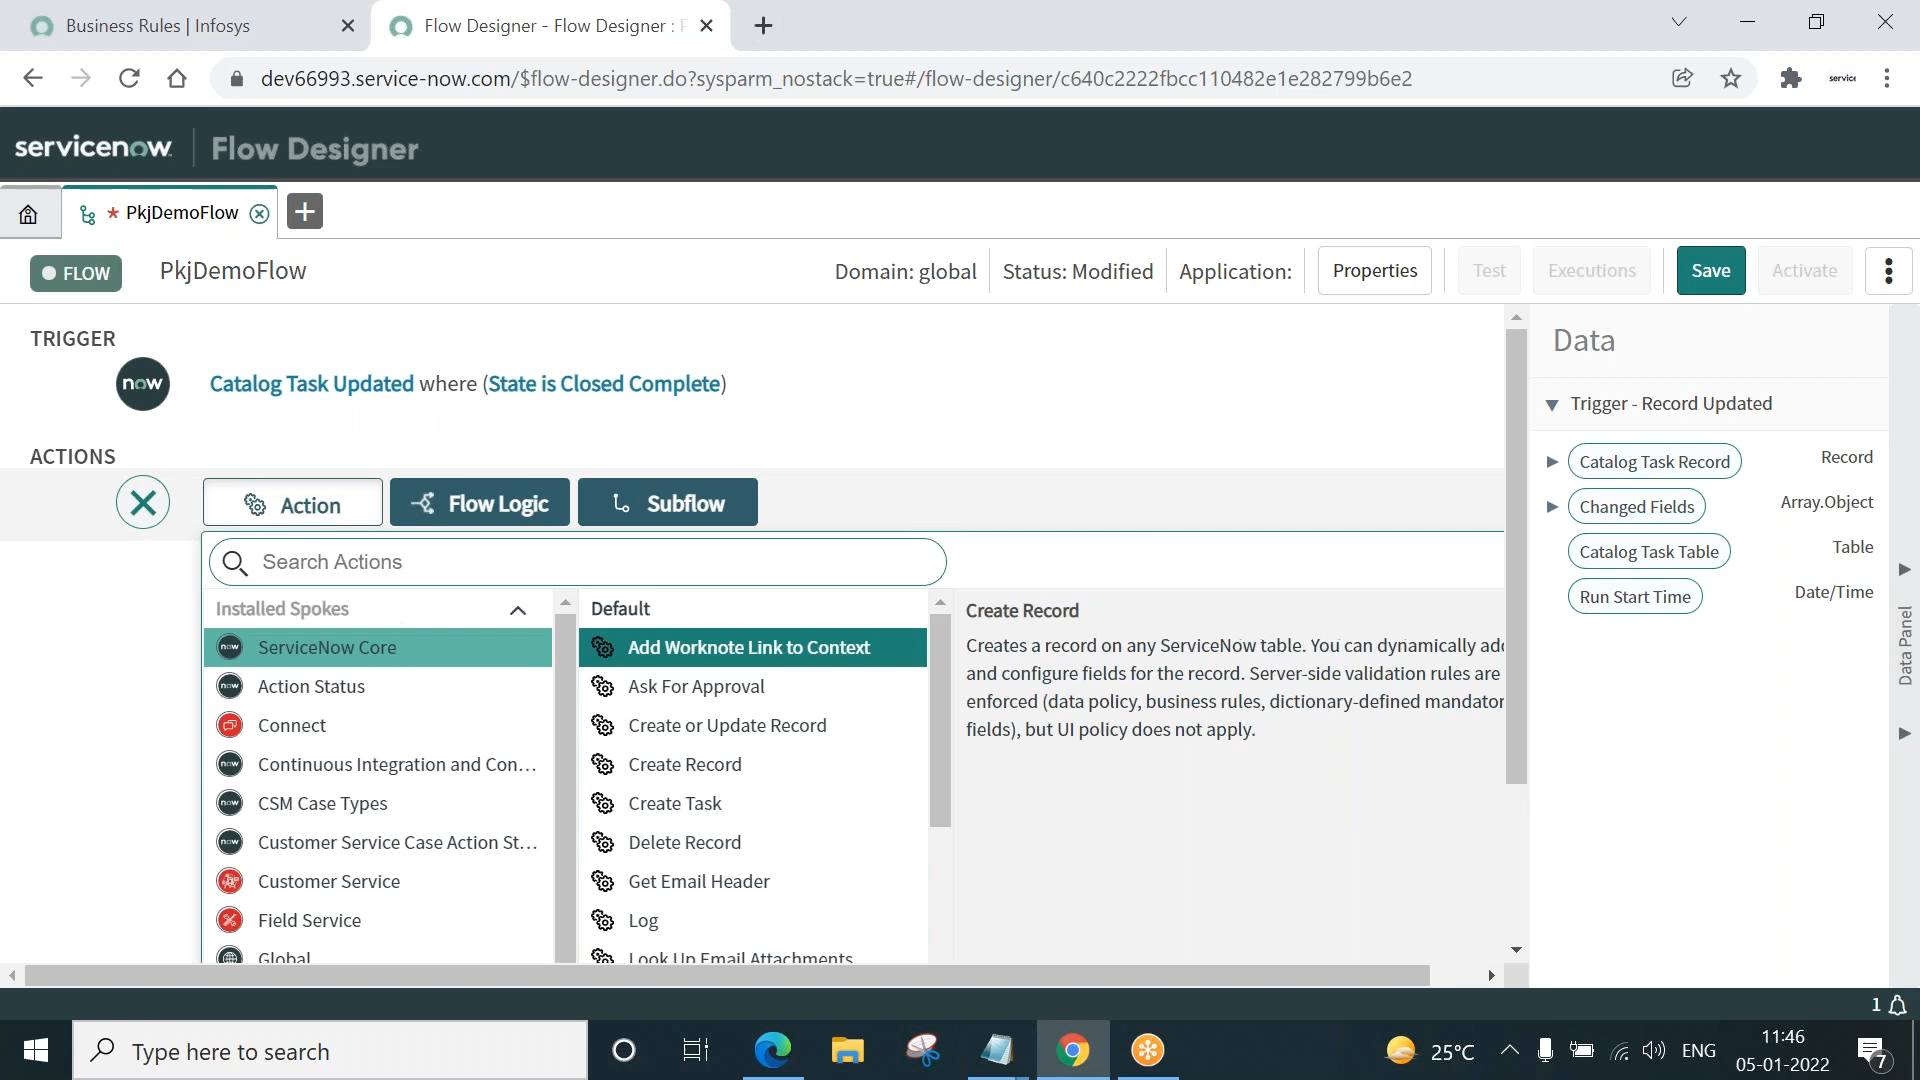 Business Rules | Infosys
Flow Designer - Flow Designer :
dev66993.service-now.com/$flow-designer.do?sysparm_nostack=true#/flow-designer/c640c2222fbcc110482e1e282799b6e2
service
servicenow
Flow Designer
* PkjDemoFlow
FLOW
PkjDemoFlow
Domain: global
Status: Modified
Application:
Properties
Test
Executions
Save
Activate
TRIGGER
now
Catalog Task Updated where (State is Closed Complete)
ACTIONS
Action
Flow Logic
Subflow
Search Actions
Installed Spokes
ServiceNow Core
Action Status
Connect
Continuous Integration and Con...
CSM Case Types
Customer Service Case Action St...
Customer Service
Field Service
Global
Default
Add Worknote Link to Context
Ask For Approval
Create or Update Record
Create Record
Create Task
Delete Record
Get Email Header
Log
Look Up Email Attachments
Create Record
Creates a record on any ServiceNow table. You can dynamically add
and configure fields for the record. Server-side validation rules are
enforced (data policy, business rules, dictionary-defined mandator
fields), but UI policy does not apply.
Data
Trigger - Record Updated
Catalog Task Record
Record
Changed Fields
Array.Object
Catalog Task Table
Table
Run Start Time
Date/Time
Data Panel
1
Type here to search
25°C
ENG
11:46
05-01-2022
7